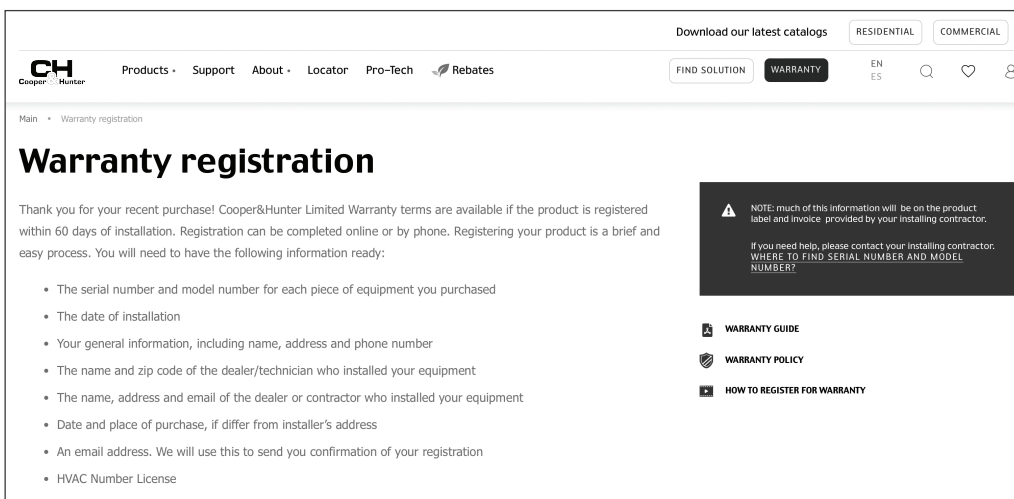 Download our latest catalogs RESIDENTIAL COMMERCIAL
CH
Cooper & Hunter
Products • Support About • Locator Pro-Tech Rebates FIND SOLUTION WARRANTY EN
ES
Main • Warranty registration
Warranty registration
Thank you for your recent purchase! Cooper&Hunter Limited Warranty terms are available if the product is registered
within 60 days of installation. Registration can be completed online or by phone. Registering your product is a brief and
easy process. You will need to have the following information ready:
• The serial number and model number for each piece of equipment you purchased
• The date of installation
• Your general information, including name, address and phone number
• The name and zip code of the dealer/technician who installed your equipment
• The name, address and email of the dealer or contractor who installed your equipment
• Date and place of purchase, if differ from installer's address
• An email address. We will use this to send you confirmation of your registration
• HVAC Number License
NOTE: much of this information will be on the product
label and invoice provided by your installing contractor.
If you need help, please contact your installing contractor.
WHERE TO FIND SERIAL NUMBER AND MODEL
NUMBER?
WARRANTY GUIDE
WARRANTY POLICY
HOW TO REGISTER FOR WARRANTY